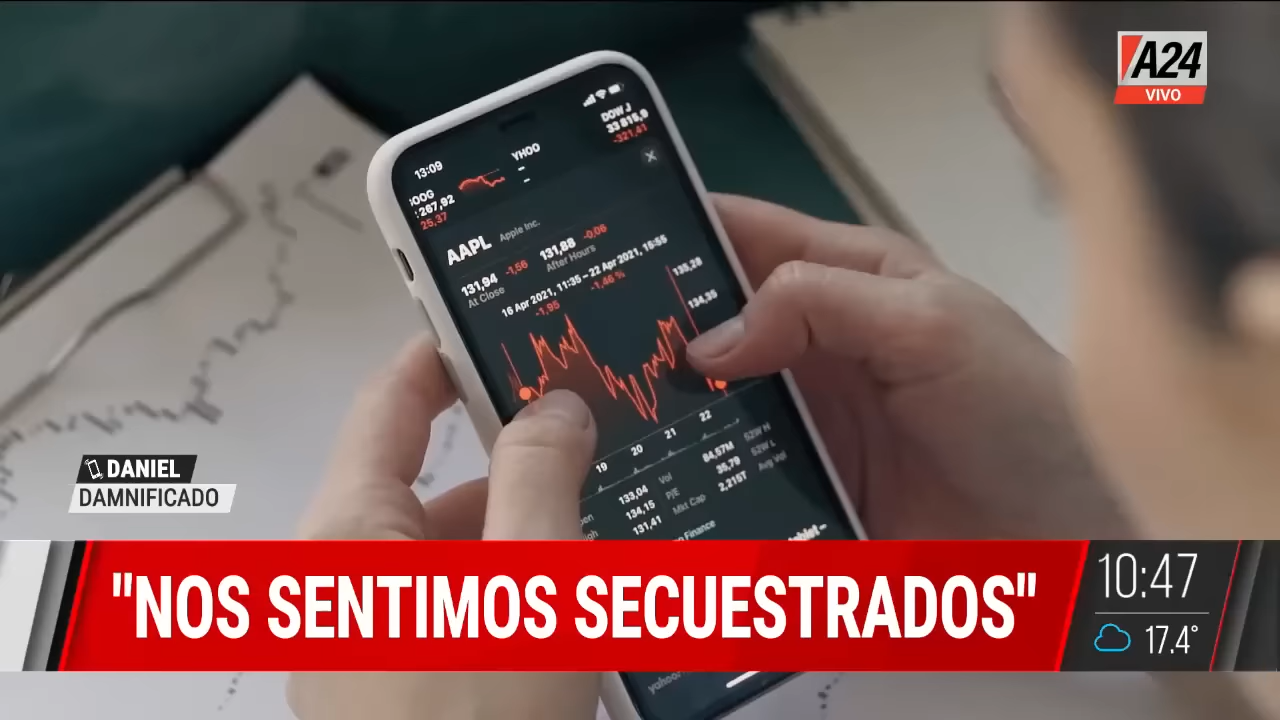 A24
VIVO
13:09
YHOO
DOW J
33 815,9
-321,41
25,37
AAPL Apple Inc.
131,94 -1,56
At Close
131,88 -0,06
After Hours
16 Apr 2021, 11:35 – 22 Apr 2021, 15:55
-1,95 -1,46 %
135,28
134,35
19 20 21 22
133,04 Vol 84,57M 52W H
134,15 P/E 35,79 52W L
131,41 Mkt Cap 2,215T Avg Vol
Finance
DANIEL
DAMNIFICADO
"NOS SENTIMOS SECUESTRADOS"
10:47
17.4°